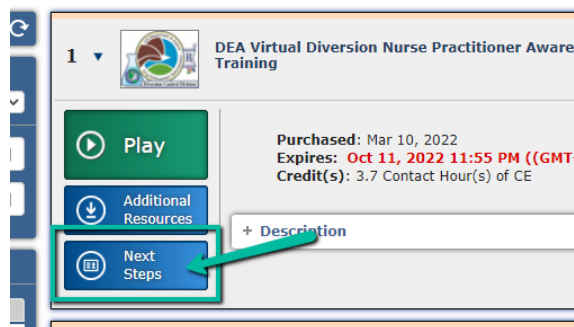 1
DEA Virtual Diversion Nurse Practitioner Aware
Training
Play
Purchased: Mar 10, 2022
Expires: Oct 11, 2022 11:55 PM ((GMT-
Credit(s): 3.7 Contact Hour(s) of CE
Additional
Resources
+ Description
Next
Steps